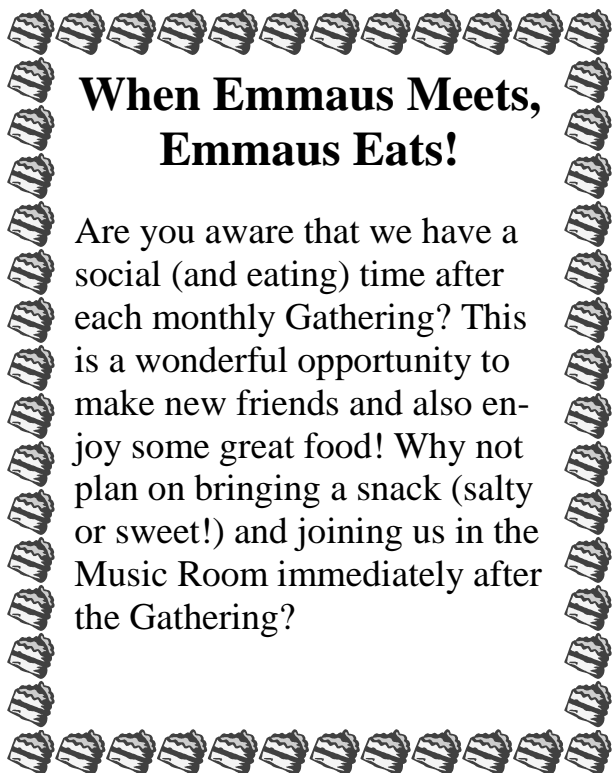 When Emmaus Meets,
Emmaus Eats!
Are you aware that we have a
social (and eating) time after
each monthly Gathering? This
is a wonderful opportunity to
make new friends and also en-
joy some great food! Why not
plan on bringing a snack (salty
or sweet!) and joining us in the
Music Room immediately after
the Gathering?